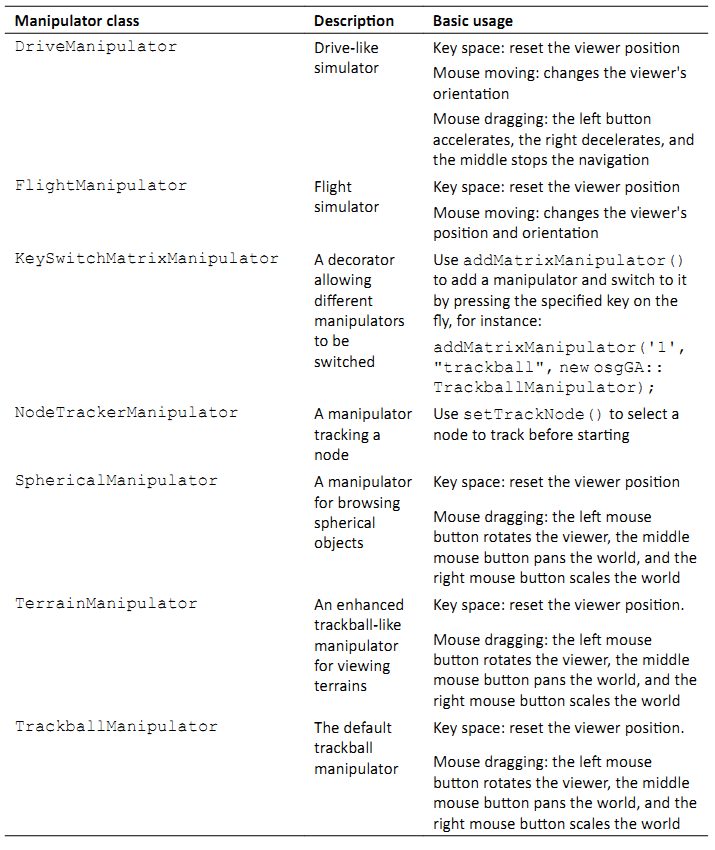 Manipulator class Description Basic usage
DriveManipulator
Drive-like
simulator
Key space: reset the viewer position
Mouse moving: changes the viewer's
orientation
Mouse dragging: the left button
accelerates, the right decelerates, and
the middle stops the navigation
FlightManipulator
Flight
simulator
Key space: reset the viewer position
Mouse moving: changes the viewer's
position and orientation
KeySwitchMatrixManipulator
A decorator
allowing
different
manipulators
to be
switched
Use addMatrixManipulator()
to add a manipulator and switch to it
by pressing the specified key on the
fly, for instance:
addMatrixManipulator('1',
"trackball", new osgGA::
TrackballManipulator);
NodeTrackerManipulator
A manipulator
tracking a
node
Use setTrackNode() to select a
node to track before starting
SphericalManipulator
A manipulator
for browsing
spherical
objects
Key space: reset the viewer position
Mouse dragging: the left mouse
button rotates the viewer, the middle
mouse button pans the world, and the
right mouse button scales the world
TerrainManipulator
An enhanced
trackball-like
manipulator
for viewing
terrains
Key space: reset the viewer position.
Mouse dragging: the left mouse
button rotates the viewer, the middle
mouse button pans the world, and the
right mouse button scales the world
TrackballManipulator
The default
trackball
manipulator
Key space: reset the viewer position.
Mouse dragging: the left mouse
button rotates the viewer, the middle
mouse button pans the world, and the
right mouse button scales the world